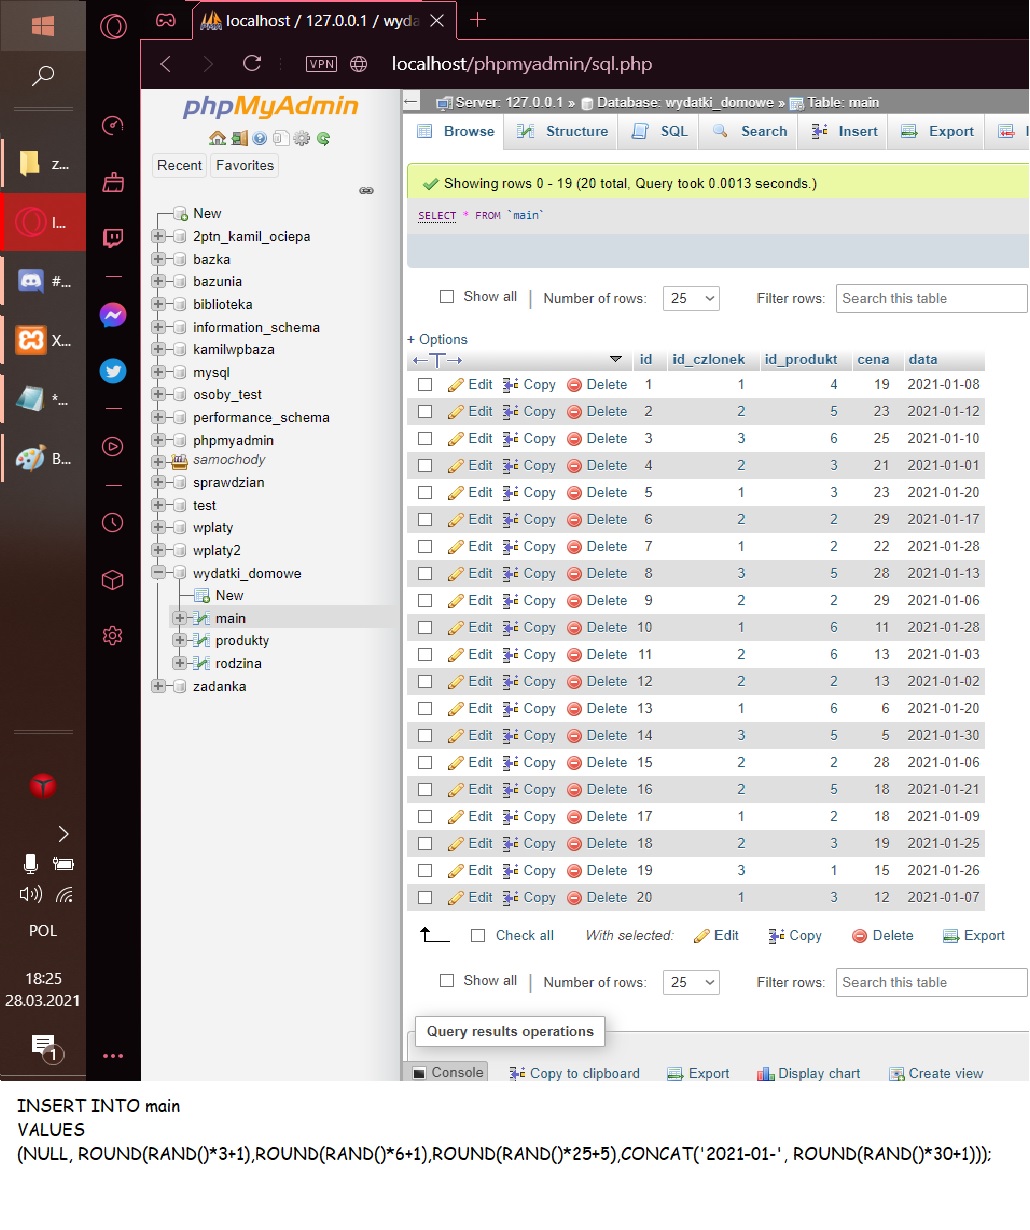 localhost / 127.0.0.1 / wyda
VPN
localhost/phpmyadmin/sql.php
phpMyAdmin
Recent Favorites
New
2ptn_kamil_ociepa
bazka
bazunia
biblioteka
information_schema
kamilwpbaza
mysql
osoby_test
performance_schema
phpmyadmin
samochody
sprawdzian
test
wplaty
wplaty2
wydatki_domowe
New
main
produkty
rodzina
zadanka
z...
l...
#...
X...
*...
B...
POL
18:25
28.03.2021
1
Server: 127.0.0.1 » Database: wydatki_domowe » Table: main
Browse Structure SQL Search Insert Export I
Showing rows 0 - 19 (20 total, Query took 0.0013 seconds.)
SELECT * FROM `main`
Show all Number of rows: 25 Filter rows: Search this table
+ Options
id id_czlonek id_produkt cena data
Edit Copy Delete 1 1 4 19 2021-01-08
Edit Copy Delete 2 2 5 23 2021-01-12
Edit Copy Delete 3 3 6 25 2021-01-10
Edit Copy Delete 4 2 3 21 2021-01-01
Edit Copy Delete 5 1 3 23 2021-01-20
Edit Copy Delete 6 2 2 29 2021-01-17
Edit Copy Delete 7 1 2 22 2021-01-28
Edit Copy Delete 8 3 5 28 2021-01-13
Edit Copy Delete 9 2 2 29 2021-01-06
Edit Copy Delete 10 1 6 11 2021-01-28
Edit Copy Delete 11 2 6 13 2021-01-03
Edit Copy Delete 12 2 2 13 2021-01-02
Edit Copy Delete 13 1 6 6 2021-01-20
Edit Copy Delete 14 3 5 5 2021-01-30
Edit Copy Delete 15 2 2 28 2021-01-06
Edit Copy Delete 16 2 5 18 2021-01-21
Edit Copy Delete 17 1 2 18 2021-01-09
Edit Copy Delete 18 2 3 19 2021-01-25
Edit Copy Delete 19 3 1 15 2021-01-26
Edit Copy Delete 20 1 3 12 2021-01-07
Check all With selected: Edit Copy Delete Export
Show all Number of rows: 25 Filter rows: Search this table
Query results operations
Console Copy to clipboard Export Display chart Create view
INSERT INTO main
VALUES
(NULL, ROUND(RAND()*3+1),ROUND(RAND()*6+1),ROUND(RAND()*25+5),CONCAT('2021-01-', ROUND(RAND()*30+1)));